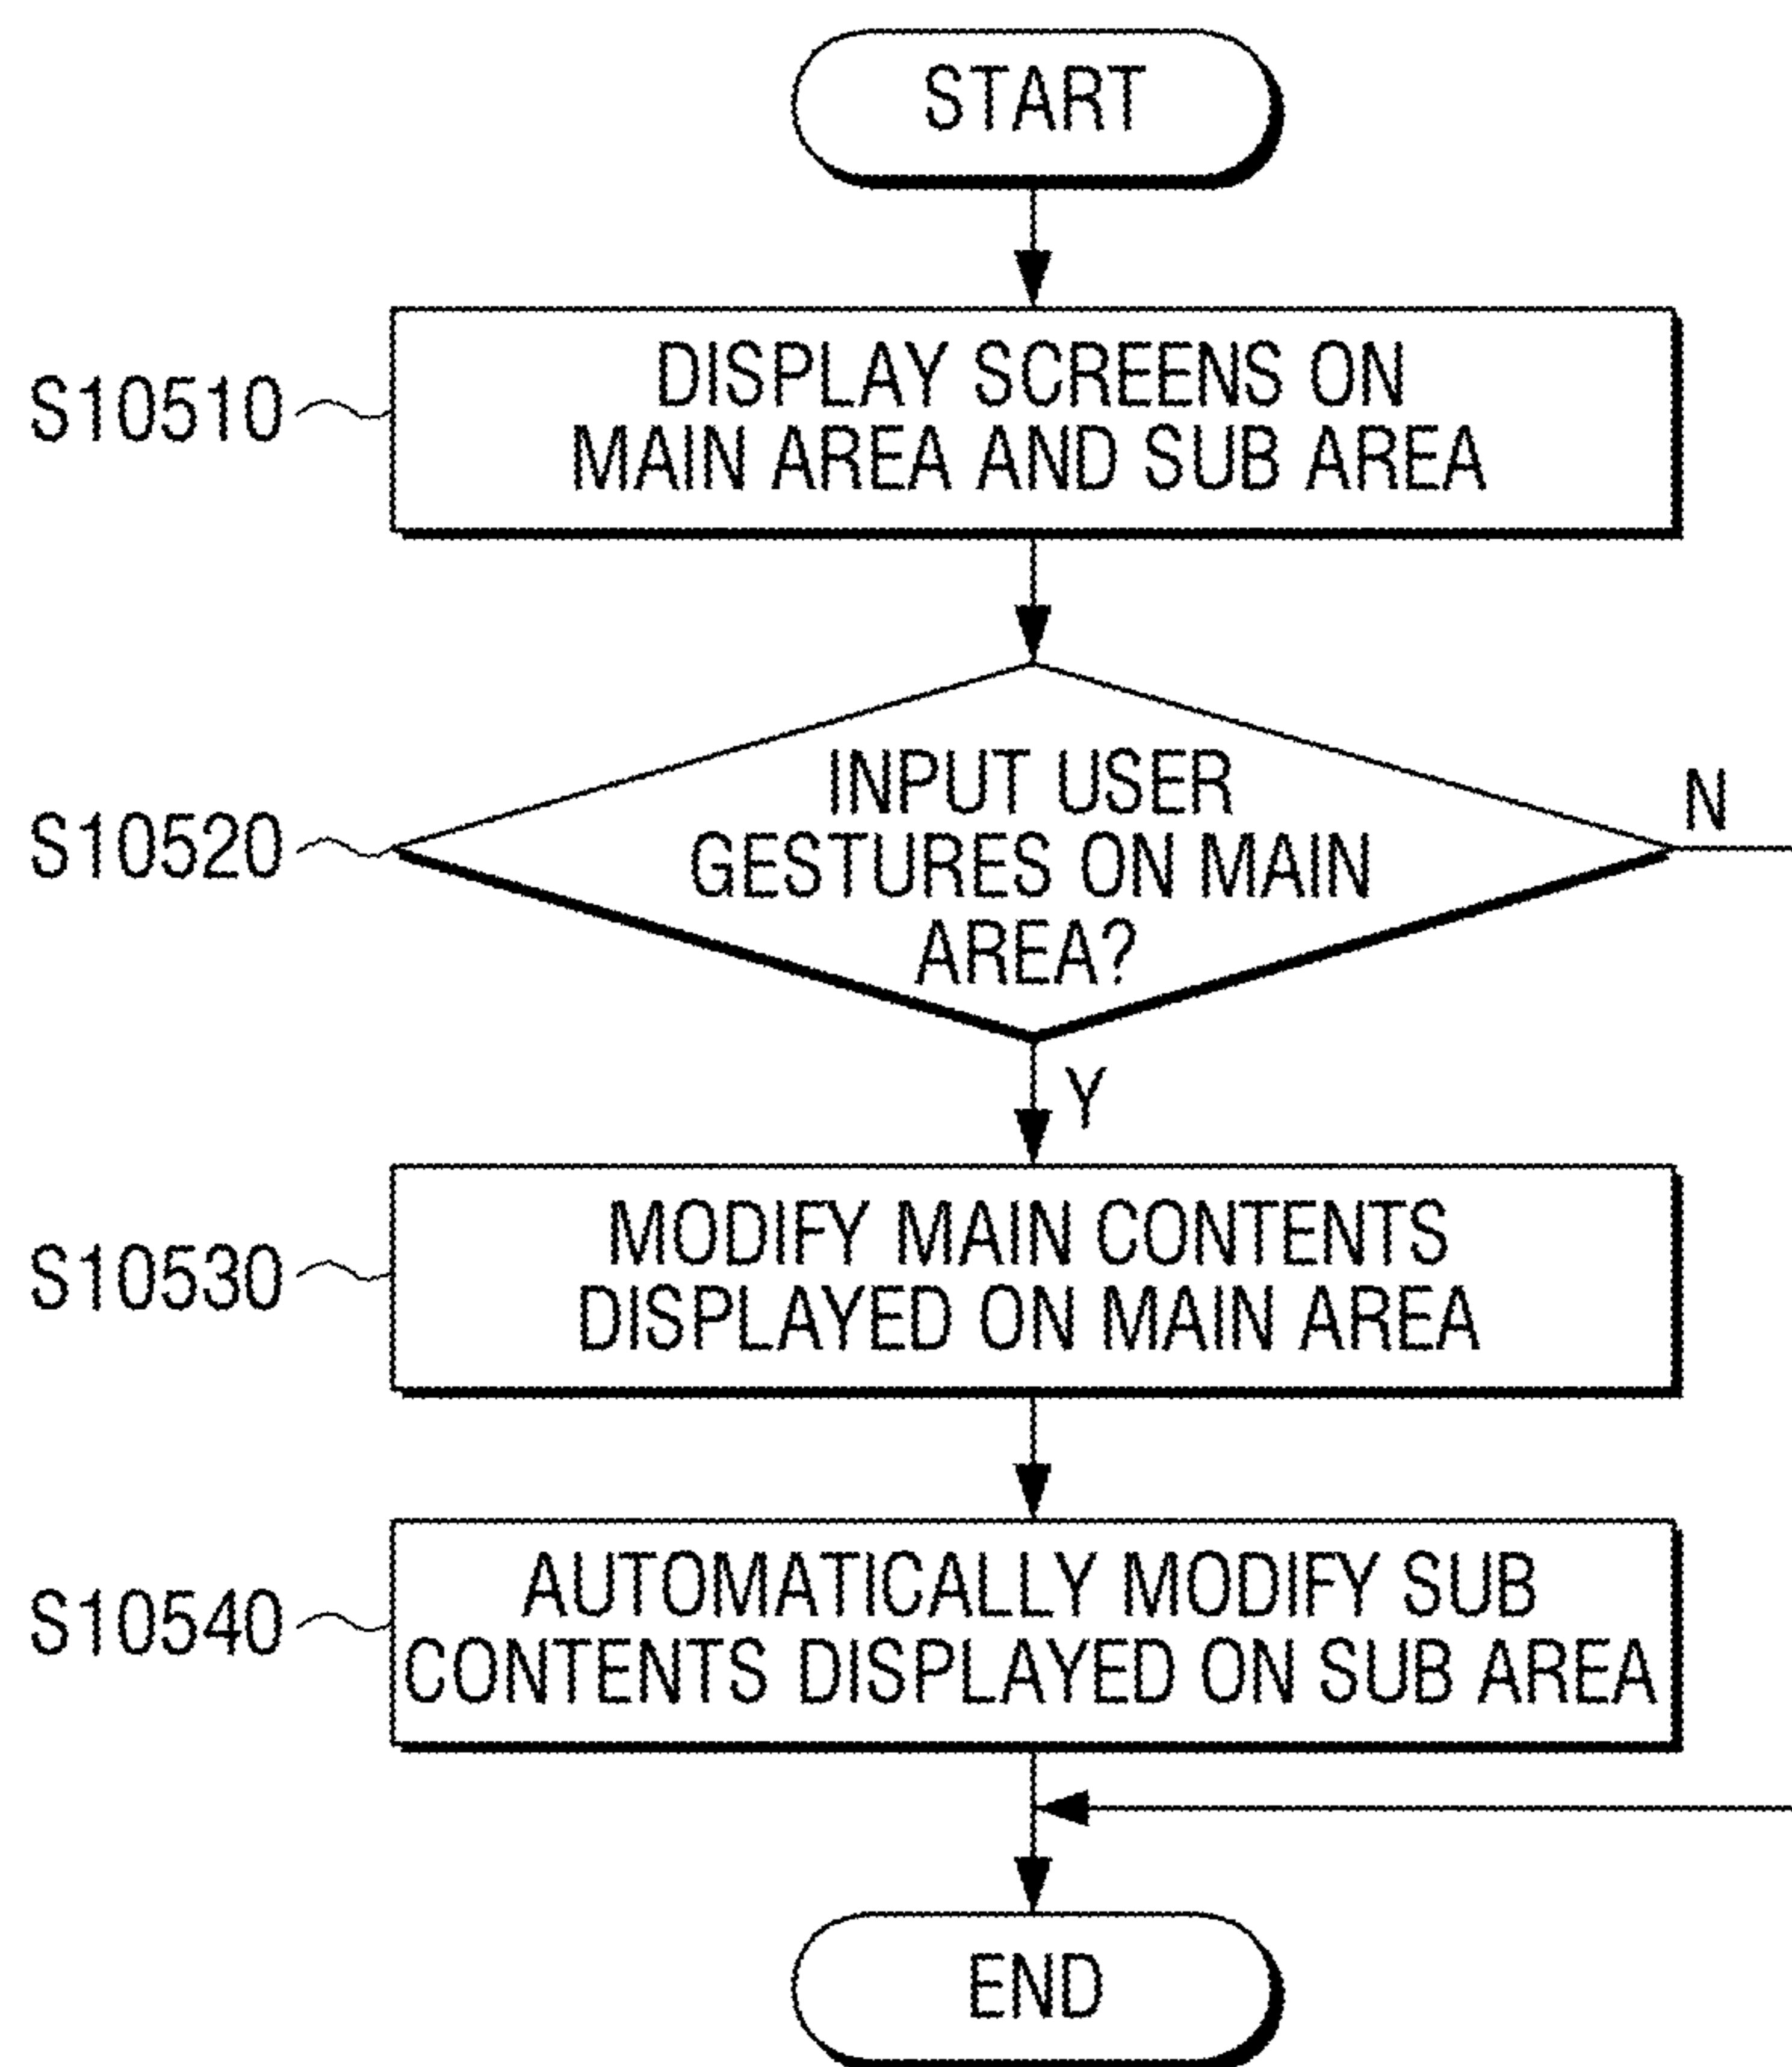 START
S10510
DISPLAY SCREENS ON
MAIN AREA AND SUB AREA
S10520
INPUT USER
GESTURES ON MAIN
AREA?
N
Y
S10530
MODIFY MAIN CONTENTS
DISPLAYED ON MAIN AREA
S10540
AUTOMATICALLY MODIFY SUB
CONTENTS DISPLAYED ON SUB AREA
END